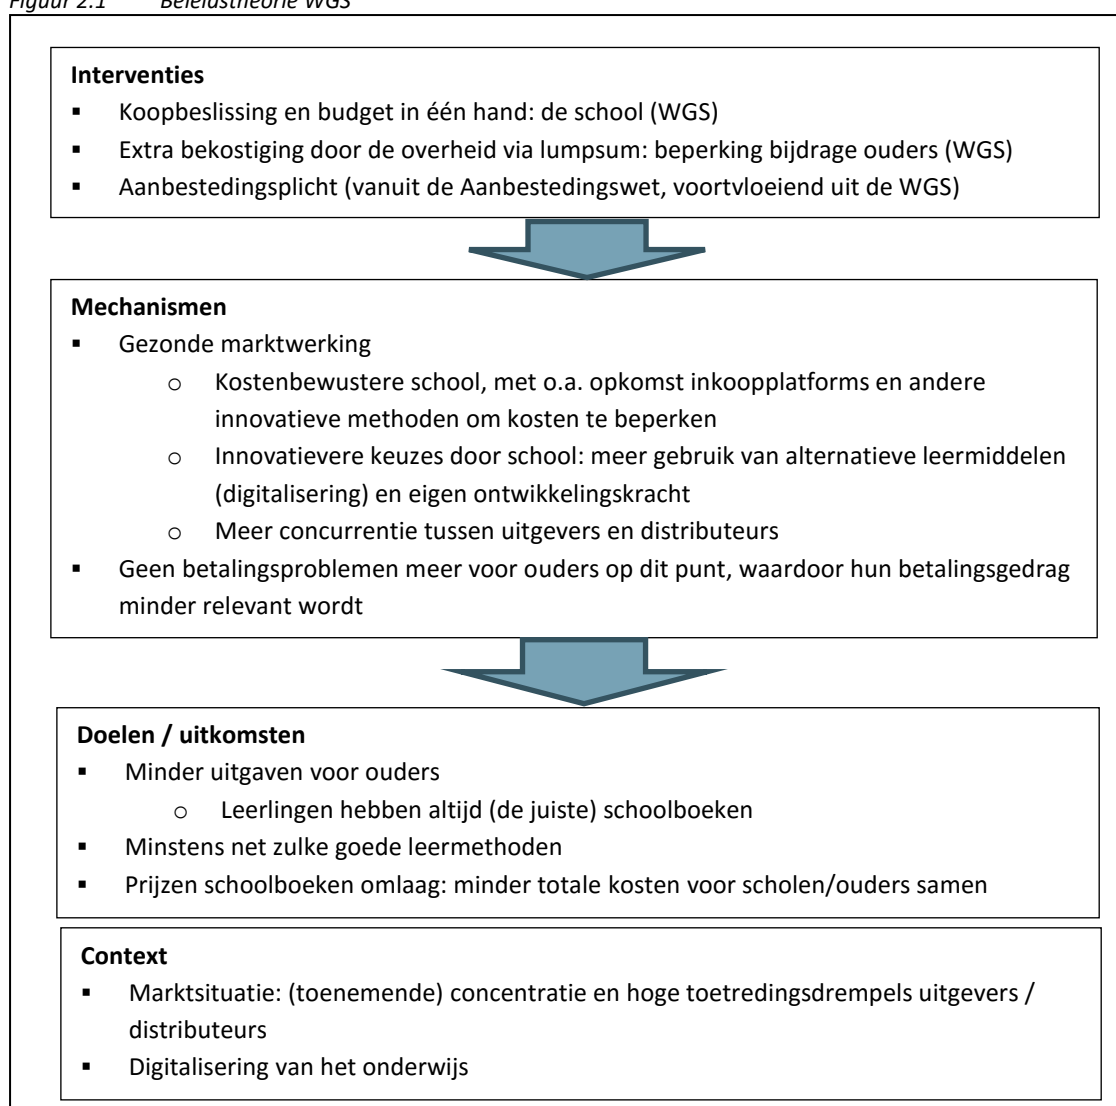 Figuur 2.1 Beleidstheorie WGS
Interventies
▪ Koopbeslissing en budget in één hand: de school (WGS)
▪ Extra bekostiging door de overheid via lumpsum: beperking bijdrage ouders (WGS)
▪ Aanbestedingsplicht (vanuit de Aanbestedingswet, voortvloeiend uit de WGS)
Mechanismen
▪ Gezonde marktwerking
o Kostenbewustere school, met o.a. opkomst inkoopplatforms en andere
innovatieve methoden om kosten te beperken
o Innovatievere keuzes door school: meer gebruik van alternatieve leermiddelen
(digitalisering) en eigen ontwikkelingskracht
o Meer concurrentie tussen uitgevers en distributeurs
▪ Geen betalingsproblemen meer voor ouders op dit punt, waardoor hun betalingsgedrag
minder relevant wordt
Doelen / uitkomsten
▪ Minder uitgaven voor ouders
o Leerlingen hebben altijd (de juiste) schoolboeken
▪ Minstens net zulke goede leermethoden
▪ Prijzen schoolboeken omlaag: minder totale kosten voor scholen/ouders samen
Context
▪ Marktsituatie: (toenemende) concentratie en hoge toetredingsdrempels uitgevers /
distributeurs
▪ Digitalisering van het onderwijs